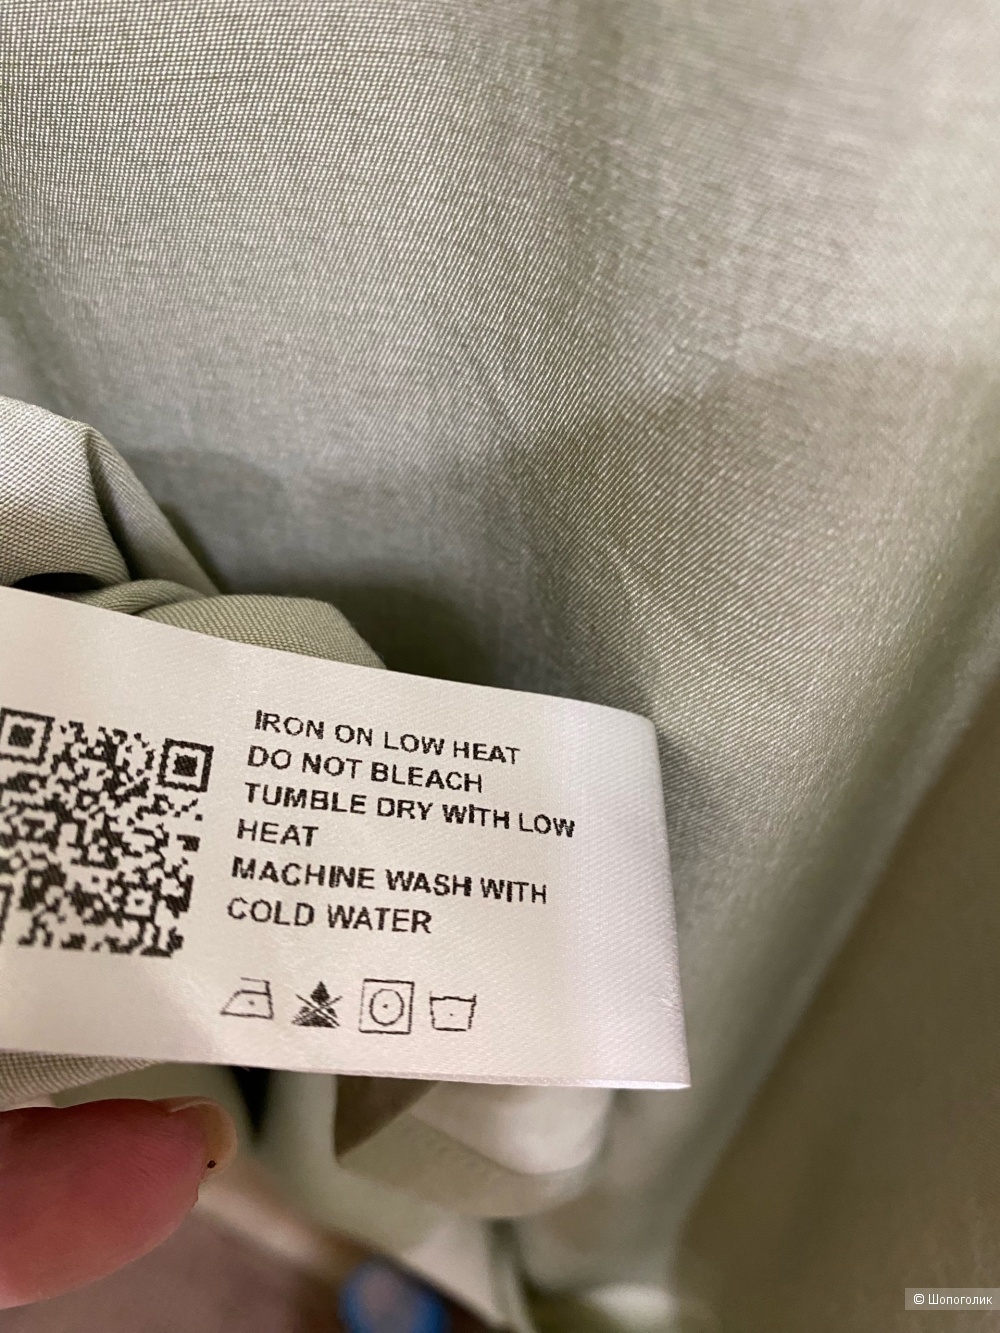 IRON ON LOW HEAT
DO NOT BLEACH
TUMBLE DRY WITH LOW
HEAT
MACHINE WASH WITH
COLD WATER
© Шопоголик